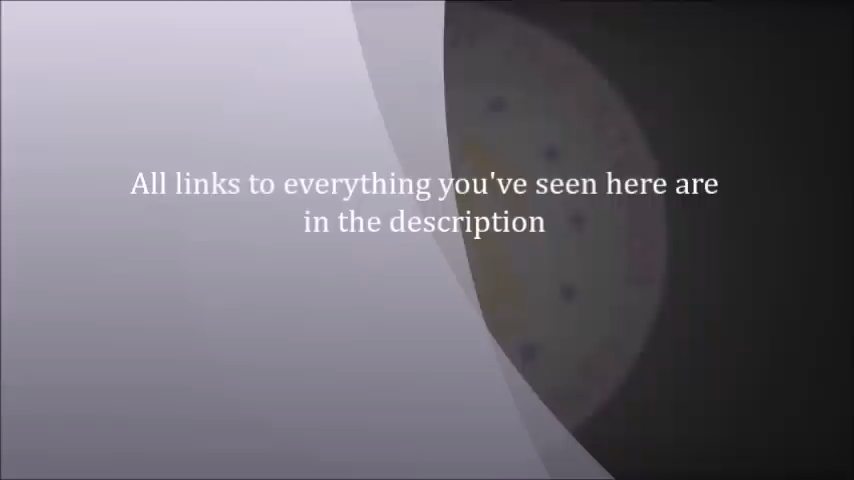 All links to everything you've seen here are
in the description